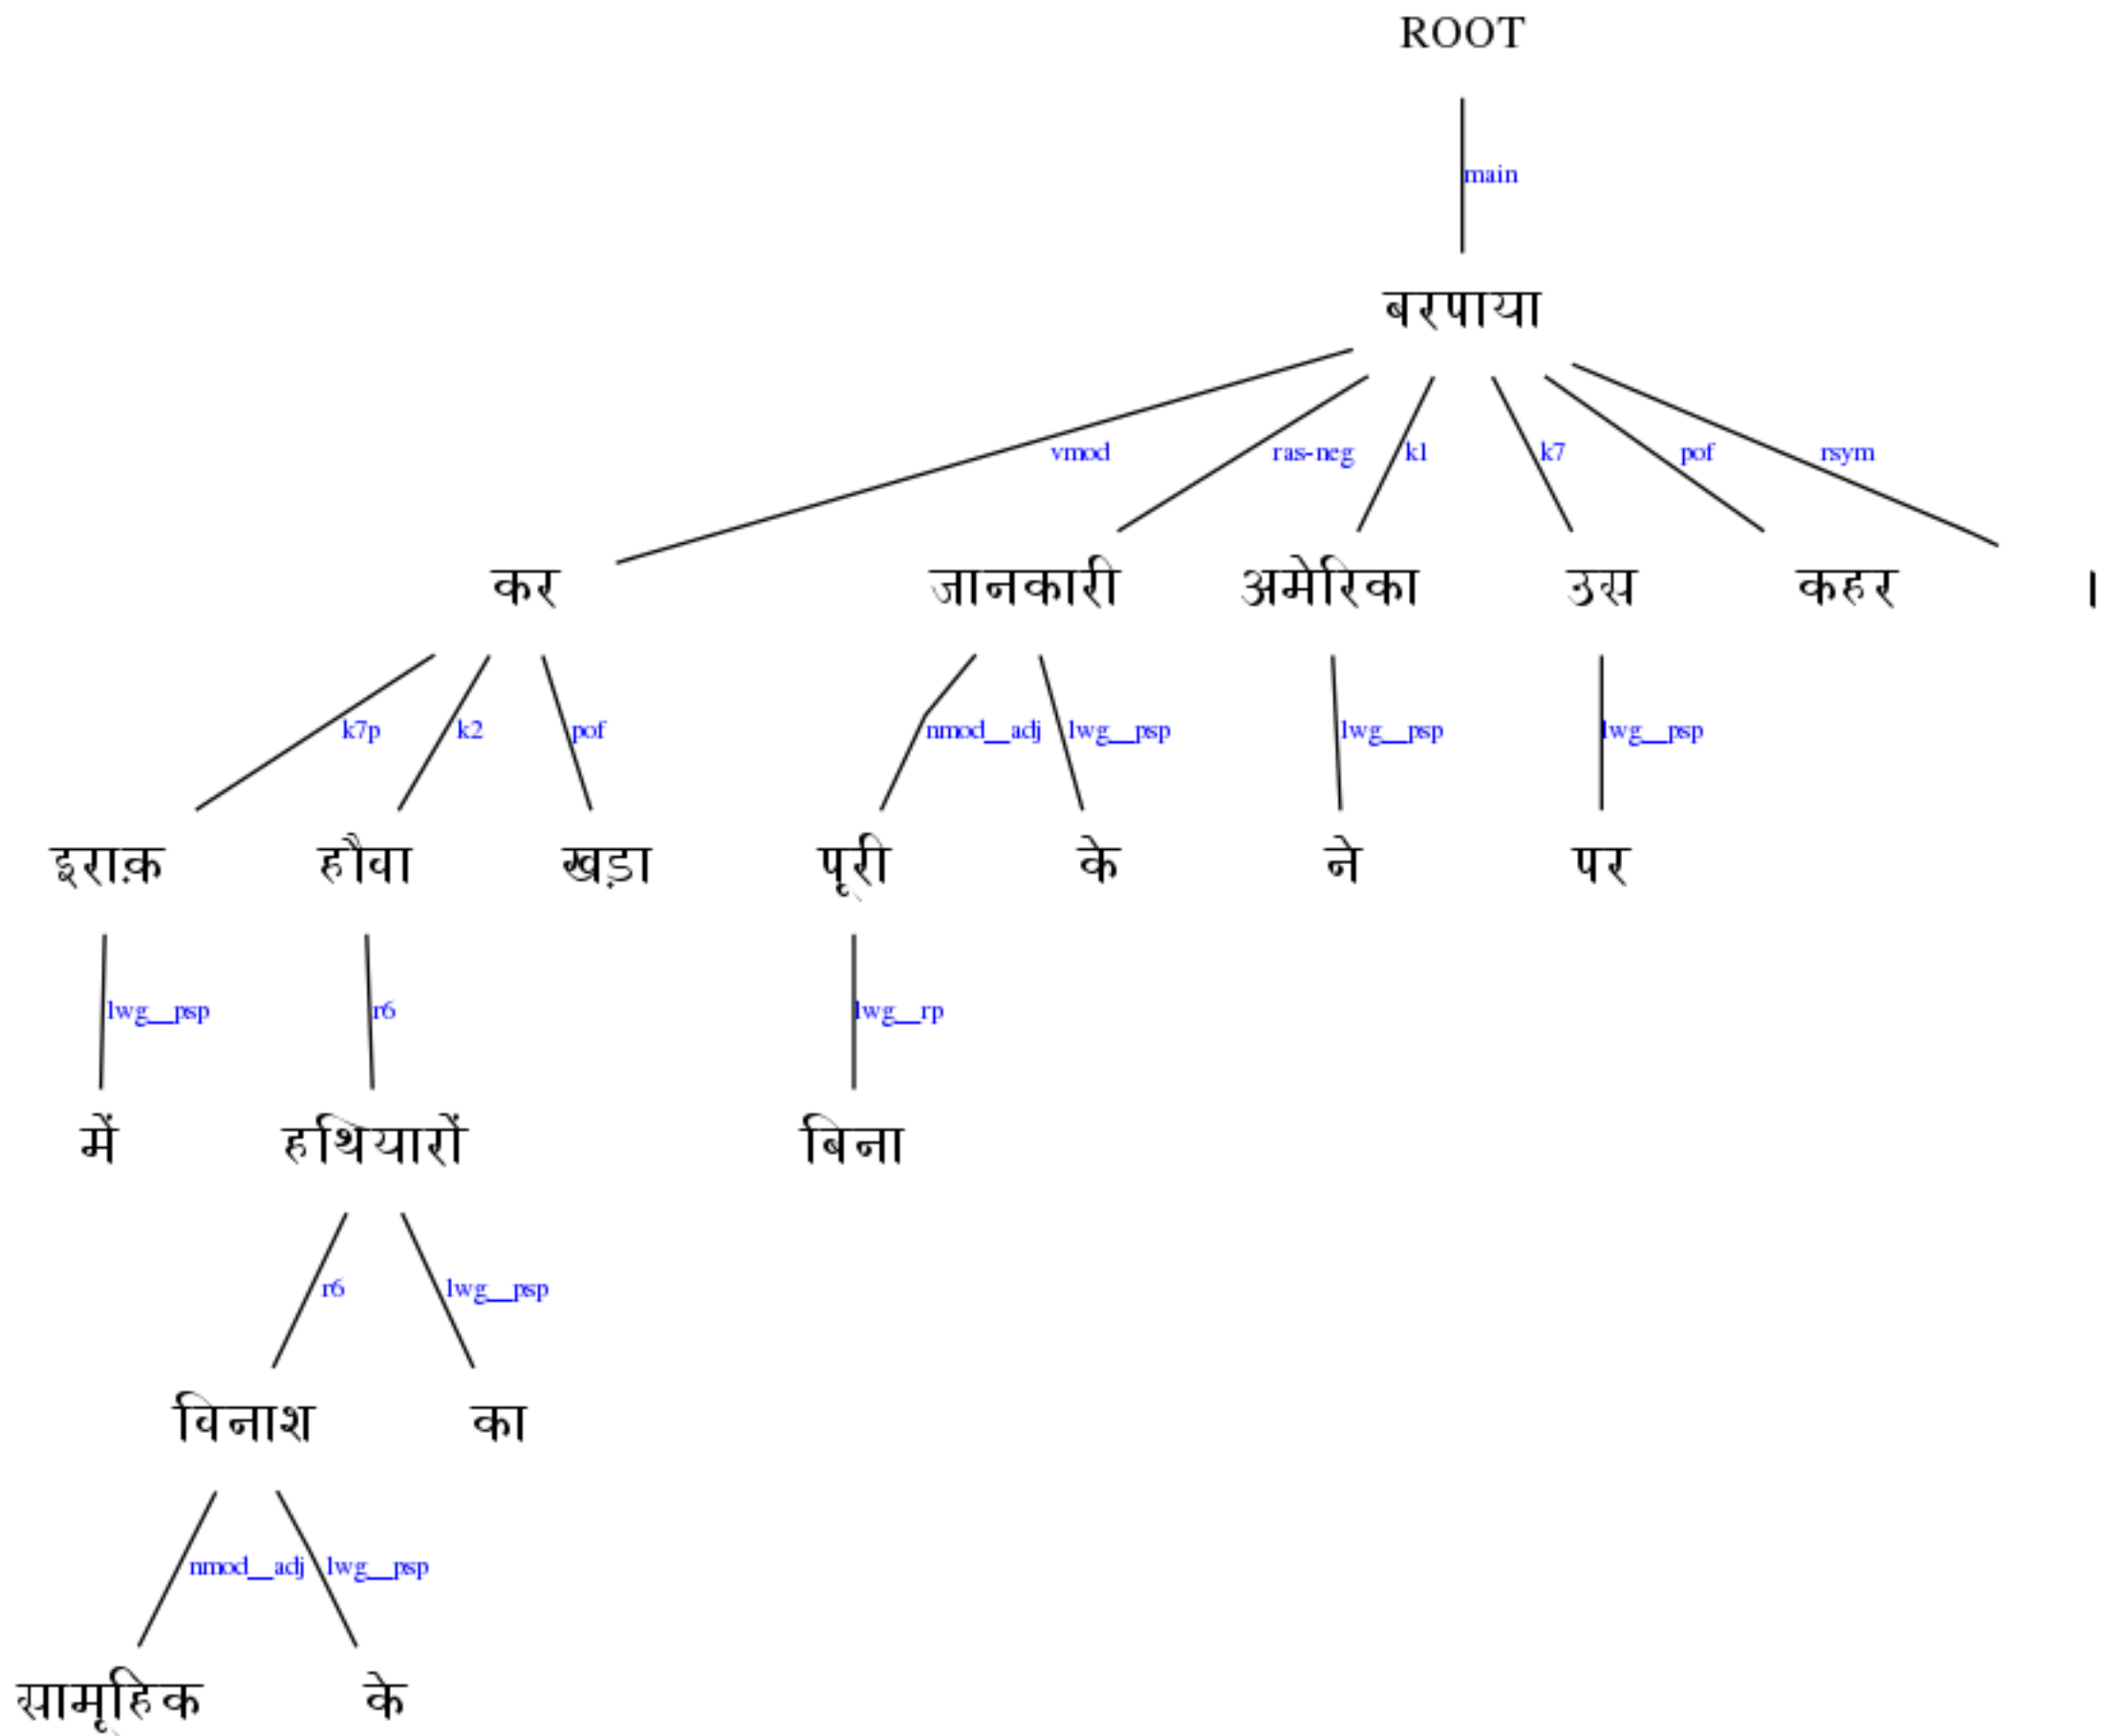 ROOT
main
बरपाया
vmod ras-neg k1 k7 pof rsym
कर जानकारी अमेरिका उस कहर ।
k7p k2 pof nmod__adj lwg__psp lwg__psp lwg__psp
इराक़ हौवा खड़ा पूरी के ने पर
lwg__psp r6 lwg__rp
में हथियारों बिना
r6 lwg__psp
विनाश का
nmod__adj lwg__psp
सामूहिक के